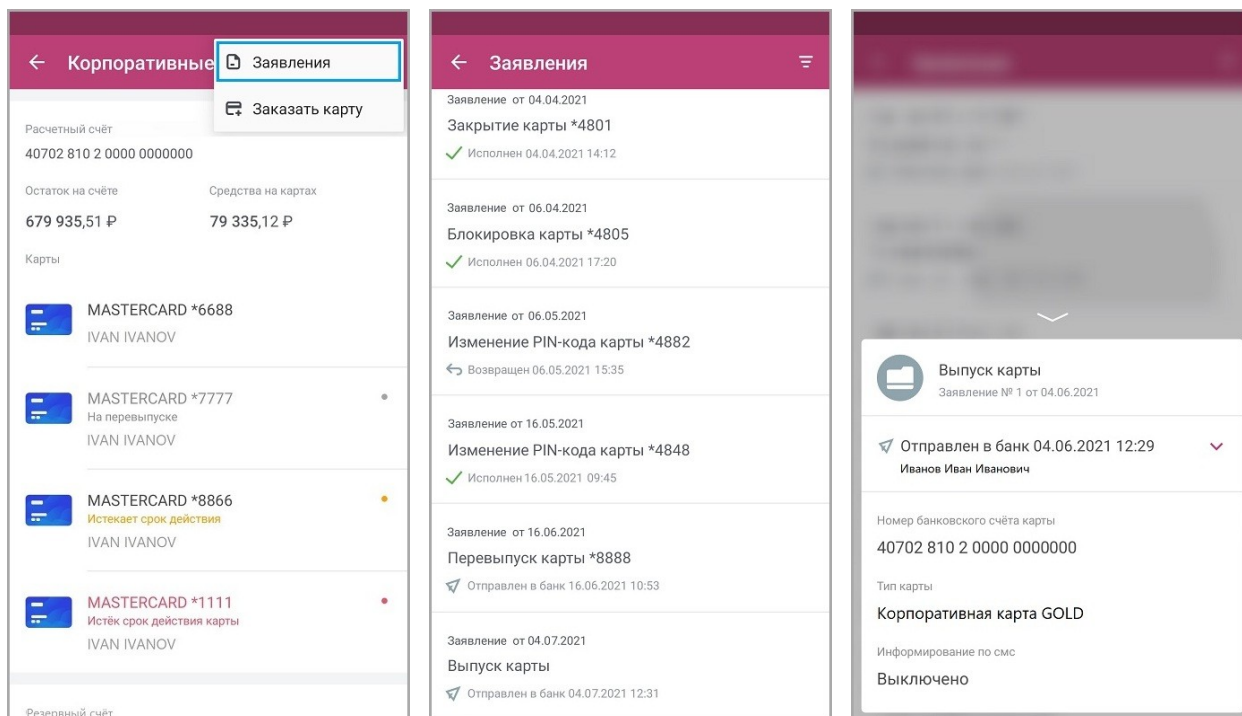 Корпоративные
Заявления
Заказать карту
Расчетный счёт
40702 810 2 0000 0000000
Остаток на счёте Средства на картах
679 935,51 ₽ 79 335,12 ₽
Карты
MASTERCARD *6688
IVAN IVANOV
MASTERCARD *7777
На перевыпуске
IVAN IVANOV
MASTERCARD *8866
Истекает срок действия
IVAN IVANOV
MASTERCARD *1111
Истёк срок действия карты
IVAN IVANOV
Резервный счёт
Заявления
Заявление от 04.04.2021
Закрытие карты *4801
Исполнен 04.04.2021 14:12
Заявление от 06.04.2021
Блокировка карты *4805
Исполнен 06.04.2021 17:20
Заявление от 06.05.2021
Изменение PIN-кода карты *4882
Возвращен 06.05.2021 15:35
Заявление от 16.05.2021
Изменение PIN-кода карты *4848
Исполнен 16.05.2021 09:45
Заявление от 16.06.2021
Перевыпуск карты *8888
Отправлен в банк 16.06.2021 10:53
Заявление от 04.07.2021
Выпуск карты
Отправлен в банк 04.07.2021 12:31
Выпуск карты
Заявление № 1 от 04.06.2021
Отправлен в банк 04.06.2021 12:29
Иванов Иван Иванович
Номер банковского счёта карты
40702 810 2 0000 0000000
Тип карты
Корпоративная карта GOLD
Информирование по смс
Выключено